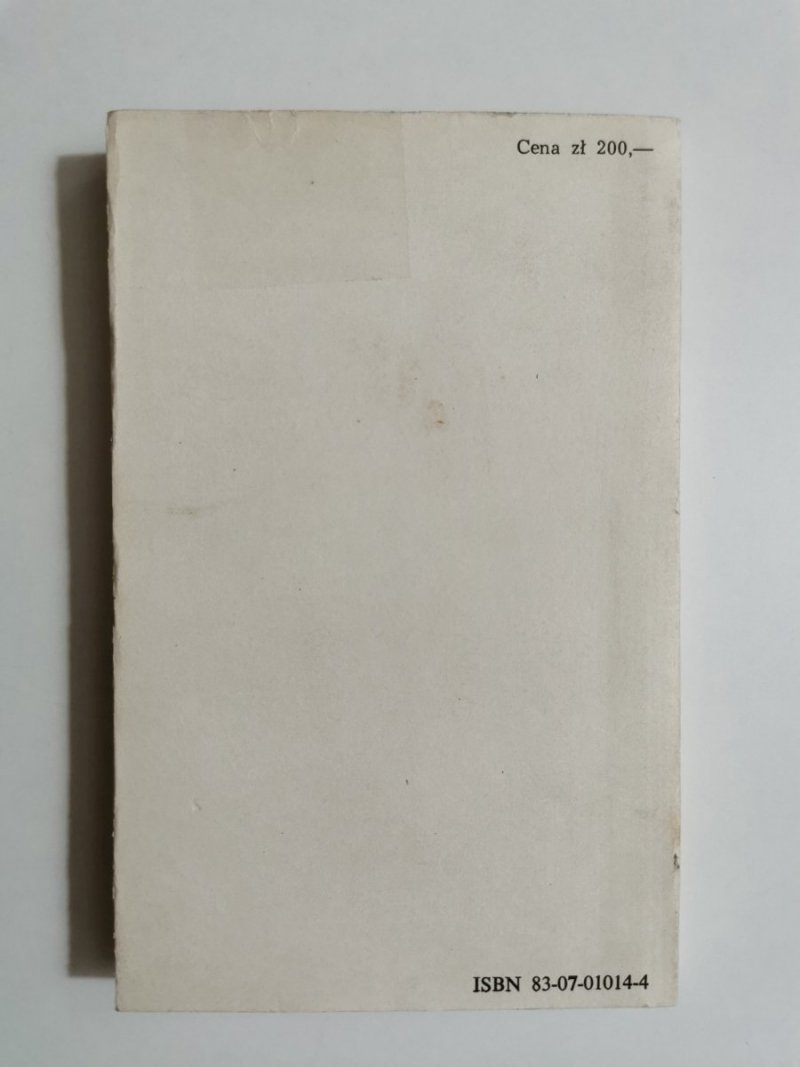 Cena zł 200,—
ISBN 83-07-01014-4